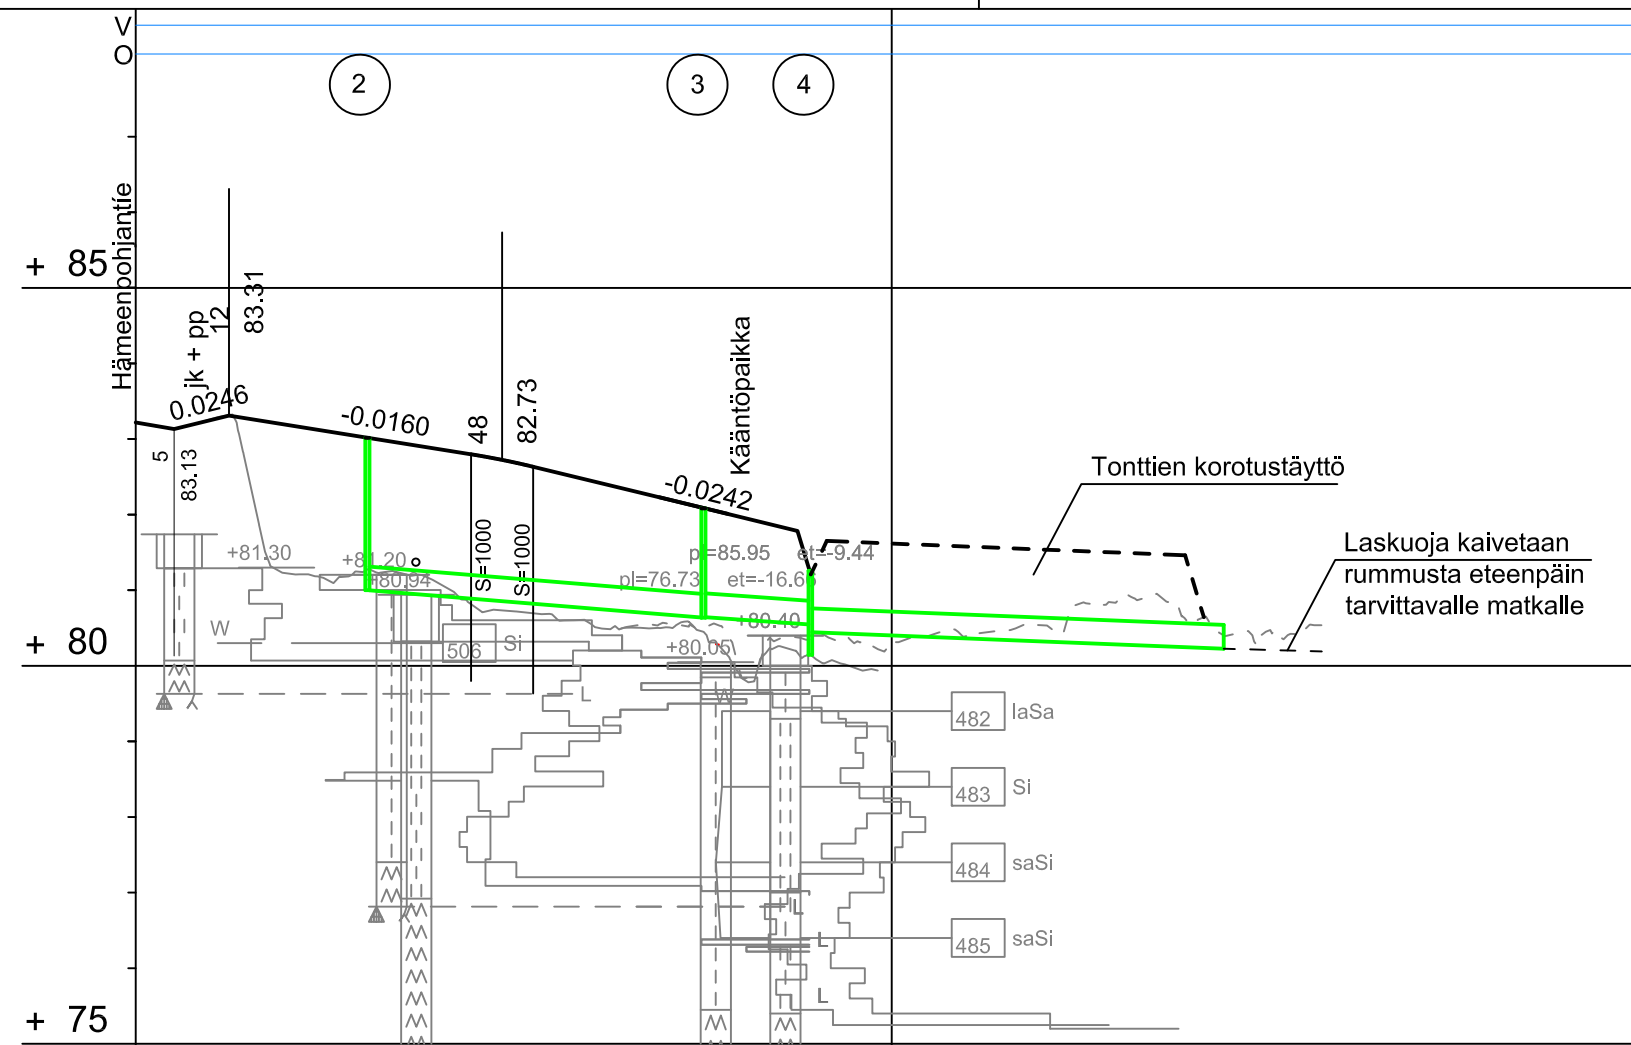 V
O
2
3
4
Hämeenpohjantie
+ 85
jk + pp
12
83.31
0.0246
-0.0160
48
82.73
Kääntöpaikka
-0.0242
5
83.13
S=1000
S=1000
Tonttien korotustäyttö
Laskuoja kaivetaan
rummusta eteenpäin
tarvittavalle matkalle
+81.30
+81.20
+80.94
pl=85.95 et=-9.44
pl=76.73
+80.40
+80.05
W
506
Si
+ 80
L
W
482
laSa
483
Si
484
saSi
485
saSi
L
L
L
+ 75